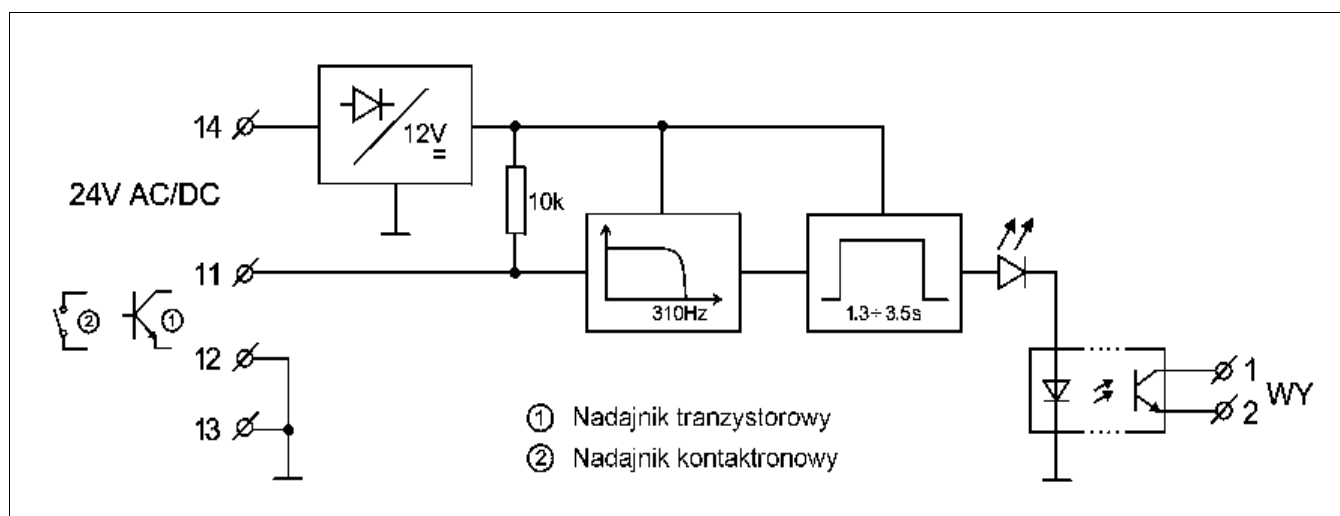 14
12V
24V AC/DC
10k
11
310Hz
1.3÷3.5s
2
1
12
1
WY
2
13
1 Nadajnik tranzystorowy
2 Nadajnik kontaktronowy